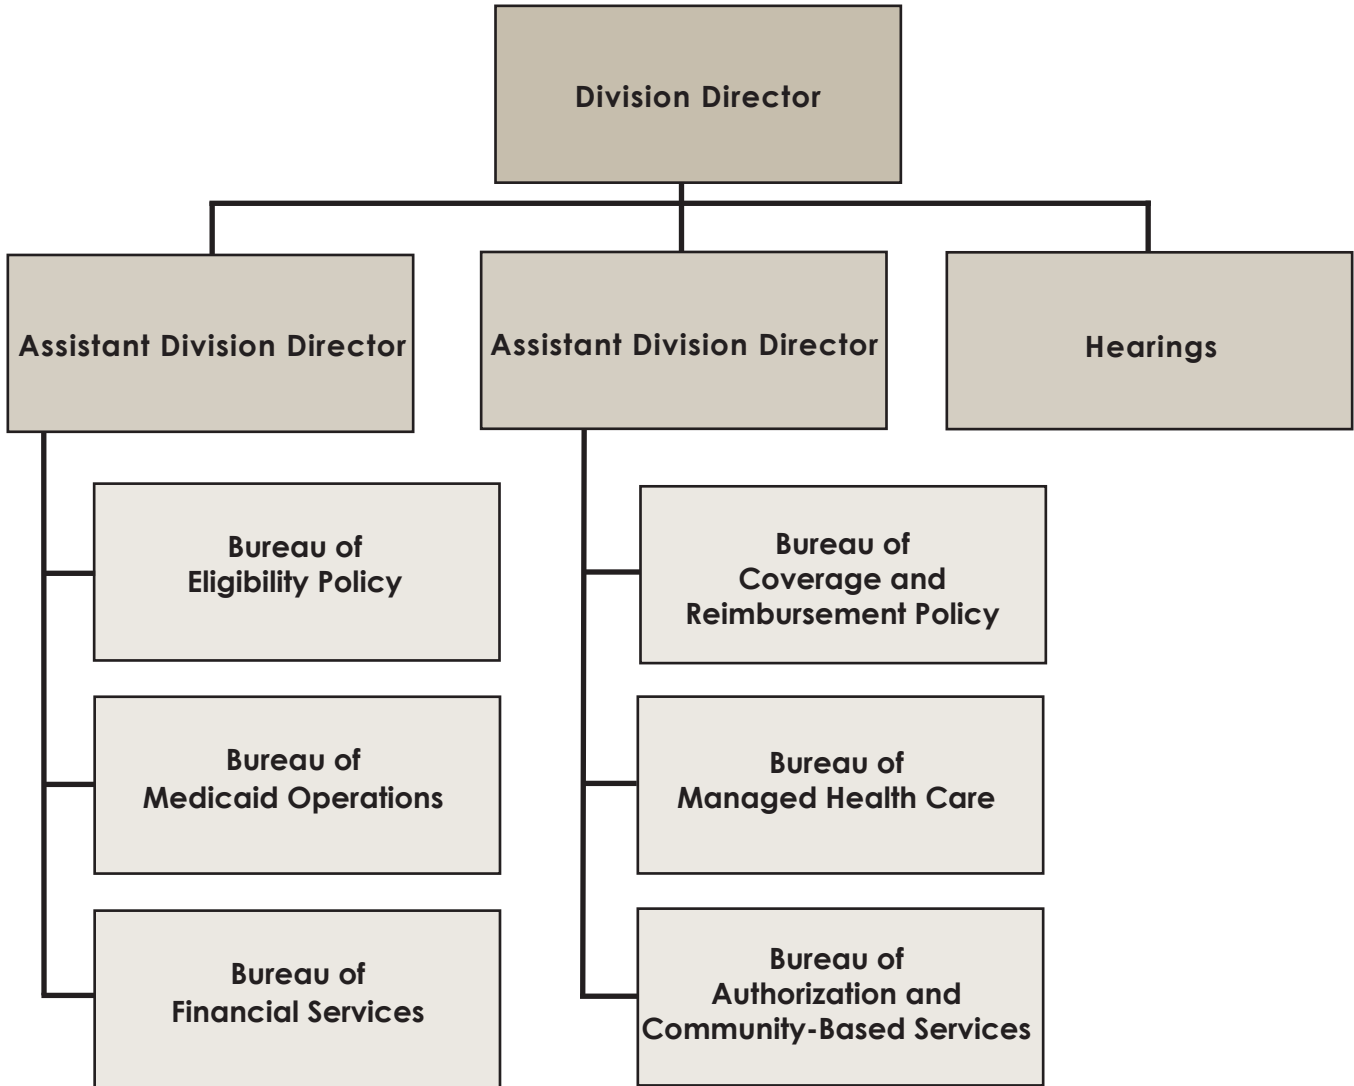 Division Director
Assistant Division Director
Assistant Division Director
Hearings
Bureau of
Eligibility Policy
Bureau of
Medicaid Operations
Bureau of
Financial Services
Bureau of
Coverage and
Reimbursement Policy
Bureau of
Managed Health Care
Bureau of
Authorization and
Community-Based Services